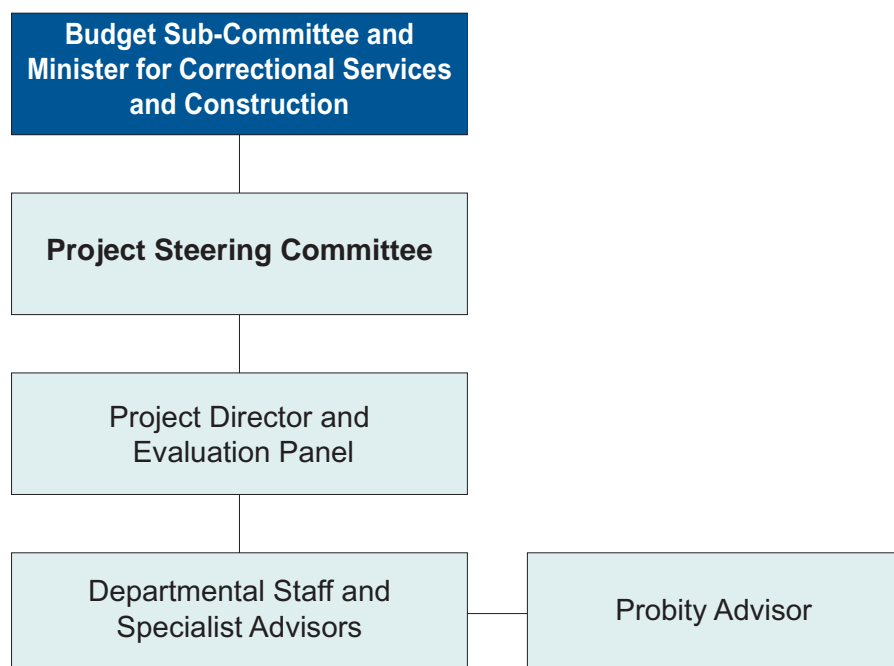 Budget Sub-Committee and
Minister for Correctional Services
and Construction
Project Steering Committee
Project Director and
Evaluation Panel
Departmental Staff and
Specialist Advisors
Probity Advisor